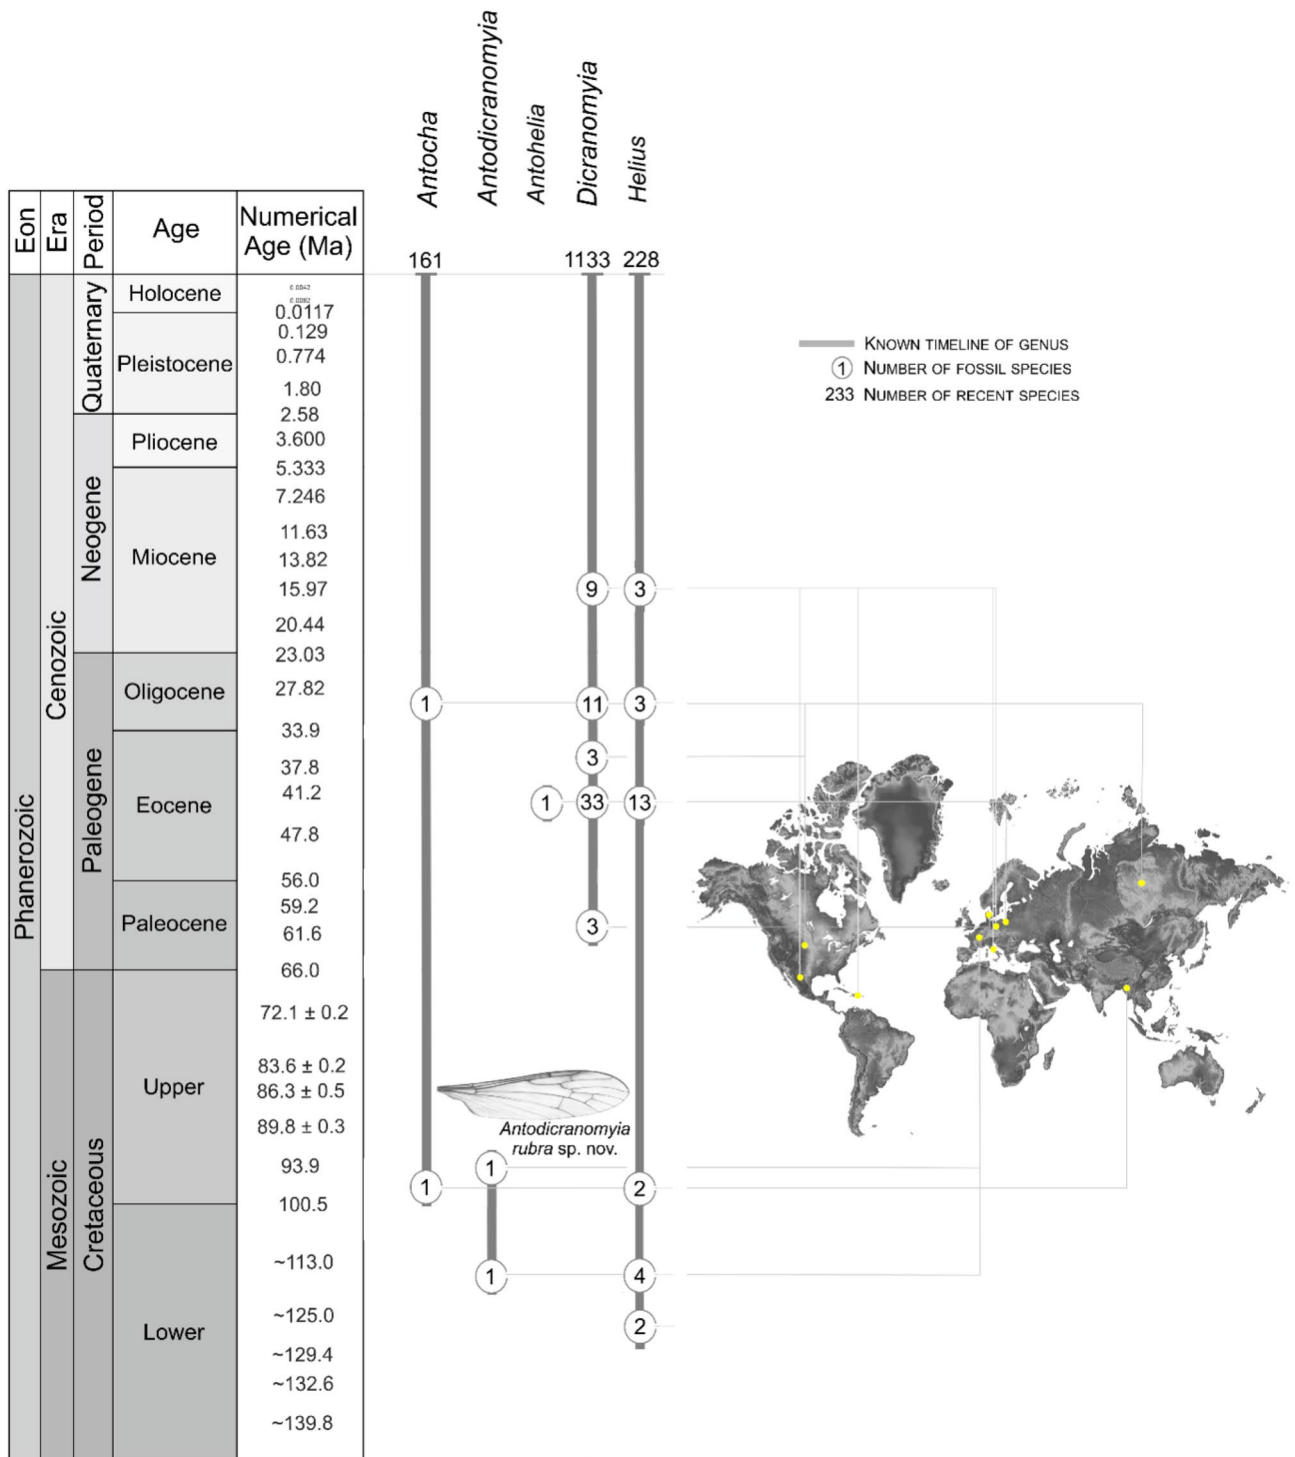 Antocha
Antodicranomyia
Antohelia
Dicranomyia
Helius
Eon
Era
Period
Age
Numerical
Age (Ma)
161
1133
228
Phanerozoic
Cenozoic
Mesozoic
Quaternary
Neogene
Paleogene
Cretaceous
Holocene
Pleistocene
Pliocene
Miocene
Oligocene
Eocene
Paleocene
Upper
Lower
0.0042
0.0082
0.0117
0.129
0.774
1.80
2.58
3.600
5.333
7.246
11.63
13.82
15.97
20.44
23.03
27.82
33.9
37.8
41.2
47.8
56.0
59.2
61.6
66.0
72.1 ± 0.2
83.6 ± 0.2
86.3 ± 0.5
89.8 ± 0.3
93.9
100.5
~113.0
~125.0
~129.4
~132.6
~139.8
KNOWN TIMELINE OF GENUS
1 NUMBER OF FOSSIL SPECIES
233 NUMBER OF RECENT SPECIES
9 3
1 11 3
3
1 33 13
3
Antodicranomyia
rubra sp. nov.
1
1 2
1 4
2